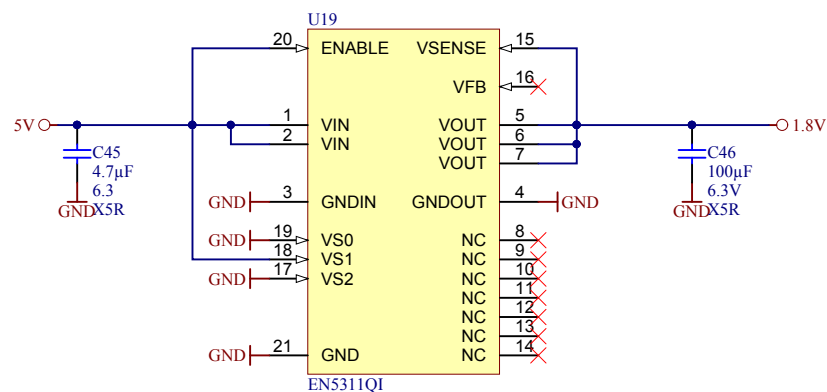 U19
20 ENABLE VSENSE 15
VFB 16
5V 1 VIN VOUT 5 1.8V
2 VIN VOUT 6
VOUT 7
C45
4.7µF
6.3
X5R
GND
C46
100µF
6.3V
X5R
GND
GND 3 GNDIN GNDOUT 4 GND
GND 19 VS0 NC 8
18 VS1 NC 9
GND 17 VS2 NC 10
NC 11
NC 12
NC 13
GND 21 GND NC 14
EN5311QI